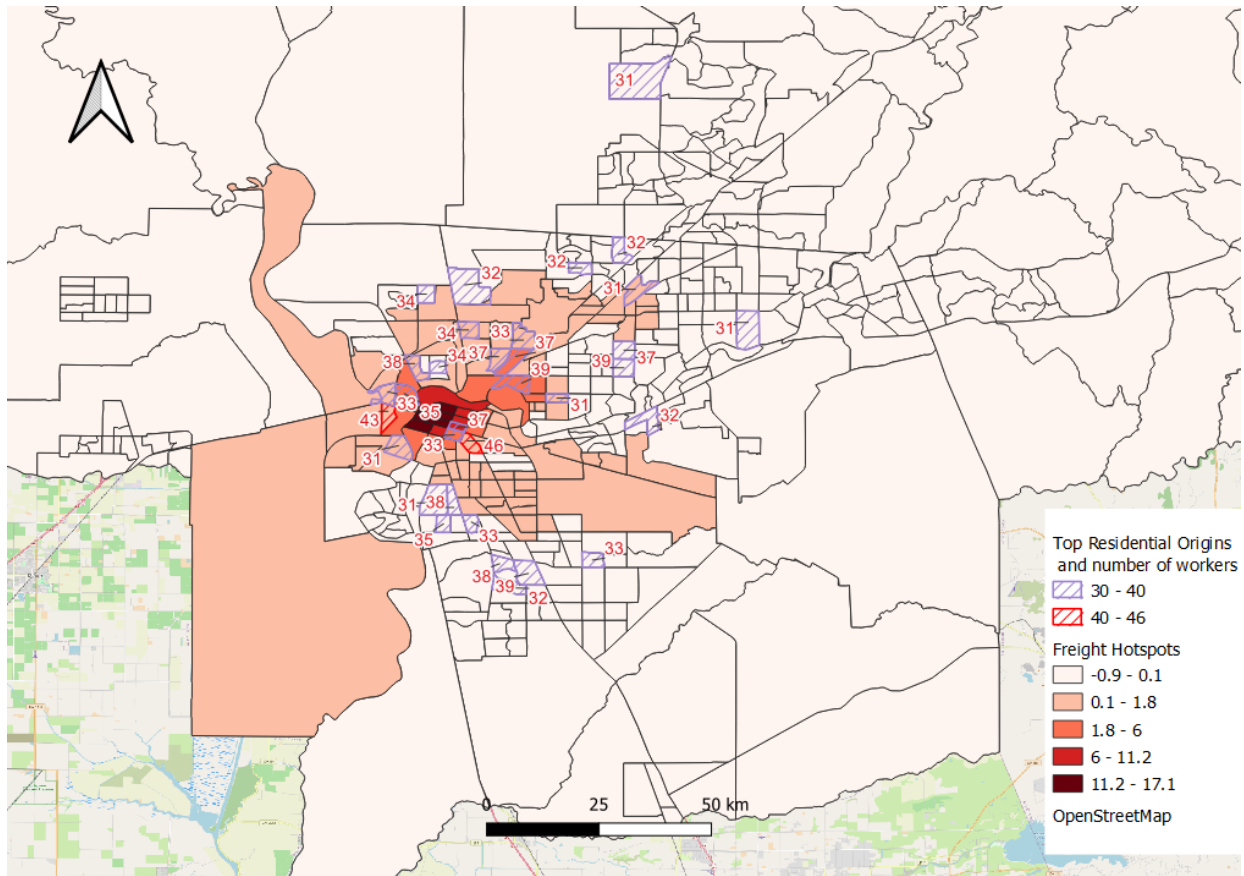 31
32
32
31
32
34
31
34
33
37
38
34
37
39
37
39
33
31
43
35
37
32
33
46
31
31
38
35
33
33
38
39
32
0 25 50 km
Top Residential Origins
and number of workers
30 - 40
40 - 46
Freight Hotspots
-0.9 - 0.1
0.1 - 1.8
1.8 - 6
6 - 11.2
11.2 - 17.1
OpenStreetMap